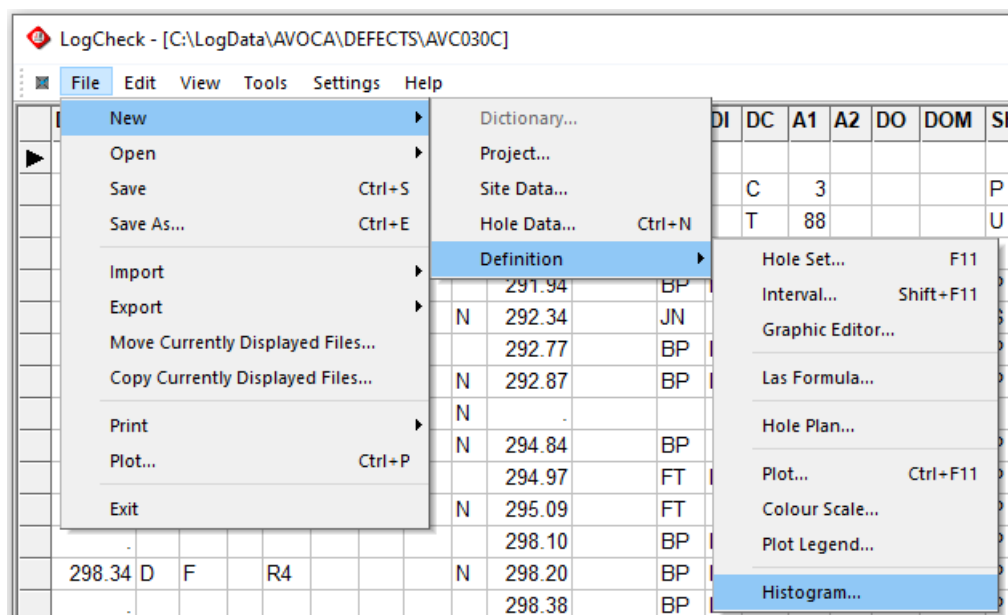 LogCheck - [C:\LogData\AVOCA\DEFECTS\AVC030C]
File Edit View Tools Settings Help
DI DC A1 A2 DO DOM
New Dictionary...
Open Project...
C 3 P
Save Ctrl+S Site Data...
T 88 U
Save As... Ctrl+E Hole Data... Ctrl+N
Definition Hole Set... F11
Import 291.94 BP Interval... Shift+F11
Export N 292.34 JN Graphic Editor...
Move Currently Displayed Files... 292.77 BP
Copy Currently Displayed Files... N 292.87 BP Las Formula...
Print N . Hole Plan...
N 294.84 BP
Plot... Ctrl+P 294.97 FT Plot... Ctrl+F11
Exit N 295.09 FT Colour Scale...
. 298.10 BP Plot Legend...
298.34 D F R4 N 298.20 BP Histogram...
. 298.38 BP